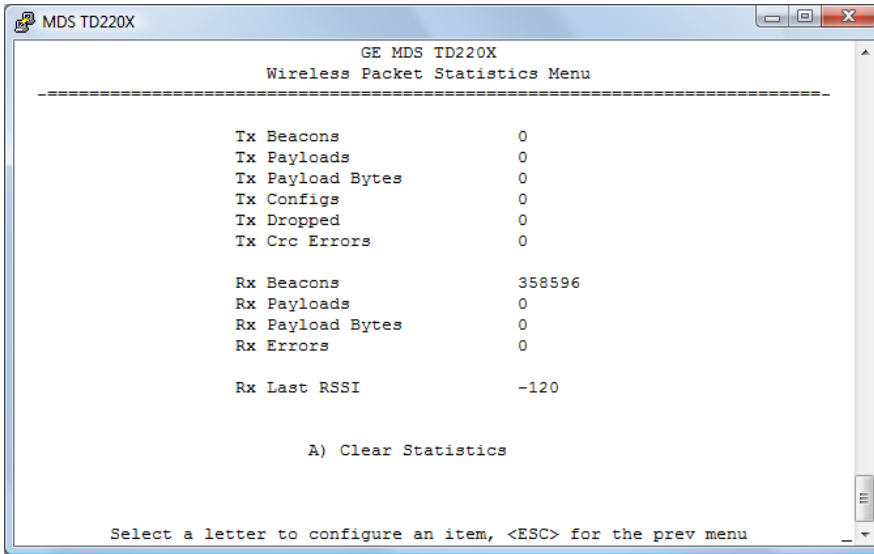 MDS TD220X
GE MDS TD220X
Wireless Packet Statistics Menu
-==========================================================================-
Tx Beacons 0
Tx Payloads 0
Tx Payload Bytes 0
Tx Configs 0
Tx Dropped 0
Tx Crc Errors 0
Rx Beacons 358596
Rx Payloads 0
Rx Payload Bytes 0
Rx Errors 0
Rx Last RSSI -120
A) Clear Statistics
Select a letter to configure an item, <ESC> for the prev menu _